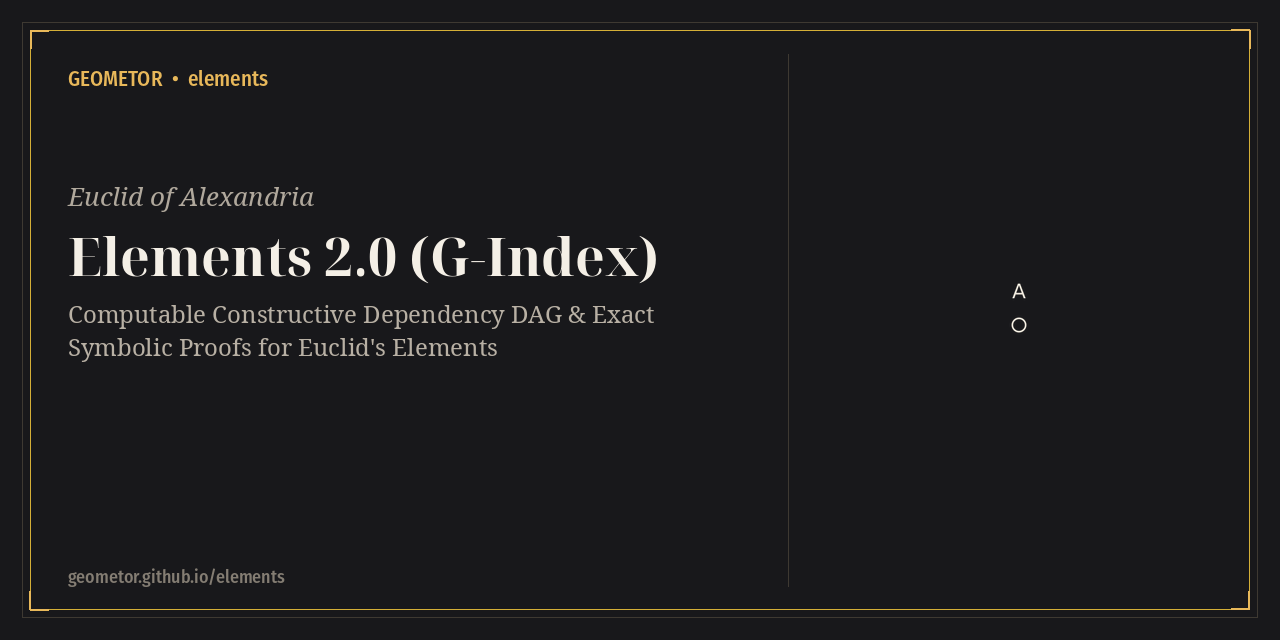 GEOMETOR • elements
Euclid of Alexandria
Elements 2.0 (G-Index)
Computable Constructive Dependency DAG & Exact
Symbolic Proofs for Euclid's Elements
A
geometor.github.io/elements